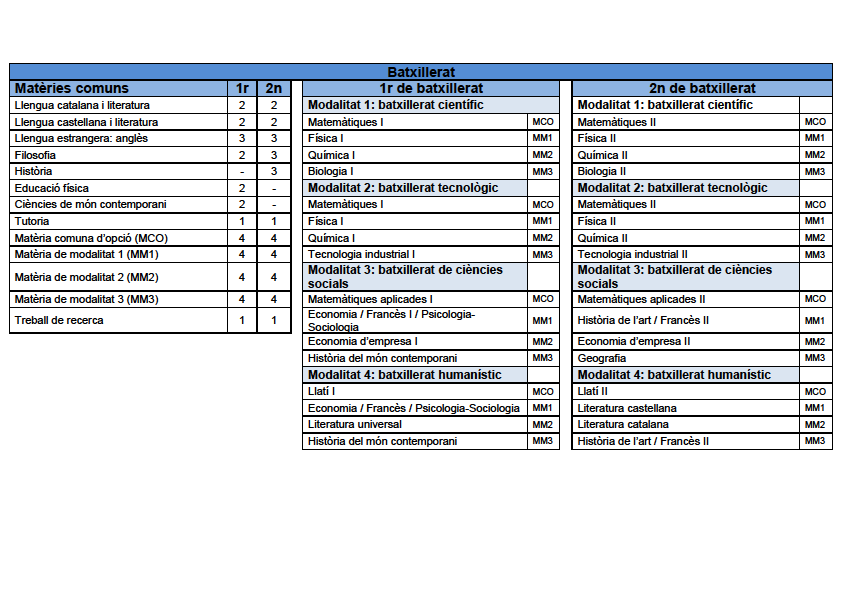 Batxillerat
Matèries comuns 1r 2n
Llengua catalana i literatura 2 2
Llengua castellana i literatura 2 2
Llengua estrangera: anglès 3 3
Filosofia 2 3
Història - 3
Educació física 2 -
Ciències de món contemporani 2 -
Tutoria 1 1
Matèria comuna d'opció (MCO) 4 4
Matèria de modalitat 1 (MM1) 4 4
Matèria de modalitat 2 (MM2) 4 4
Matèria de modalitat 3 (MM3) 4 4
Treball de recerca 1 1
1r de batxillerat
Modalitat 1: batxillerat científic
Matemàtiques I MCO
Física I MM1
Química I MM2
Biologia I MM3
Modalitat 2: batxillerat tecnològic
Matemàtiques I MCO
Física I MM1
Química I MM2
Tecnologia industrial I MM3
Modalitat 3: batxillerat de ciències
socials
Matemàtiques aplicades I MCO
Economia / Francès I / Psicologia-
Sociologia MM1
Economia d'empresa I MM2
Història del món contemporani MM3
Modalitat 4: batxillerat humanístic
Llatí I MCO
Economia / Francès / Psicologia-Sociologia MM1
Literatura universal MM2
Història del món contemporani MM3
2n de batxillerat
Modalitat 1: batxillerat científic
Matemàtiques II MCO
Física II MM1
Química II MM2
Biologia II MM3
Modalitat 2: batxillerat tecnològic
Matemàtiques II MCO
Física II MM1
Química II MM2
Tecnologia industrial II MM3
Modalitat 3: batxillerat de ciències
socials
Matemàtiques aplicades II MCO
Història de l'art / Francès II MM1
Economia d'empresa II MM2
Geografia MM3
Modalitat 4: batxillerat humanístic
Llatí II MCO
Literatura castellana MM1
Literatura catalana MM2
Història de l'art / Francès II MM3